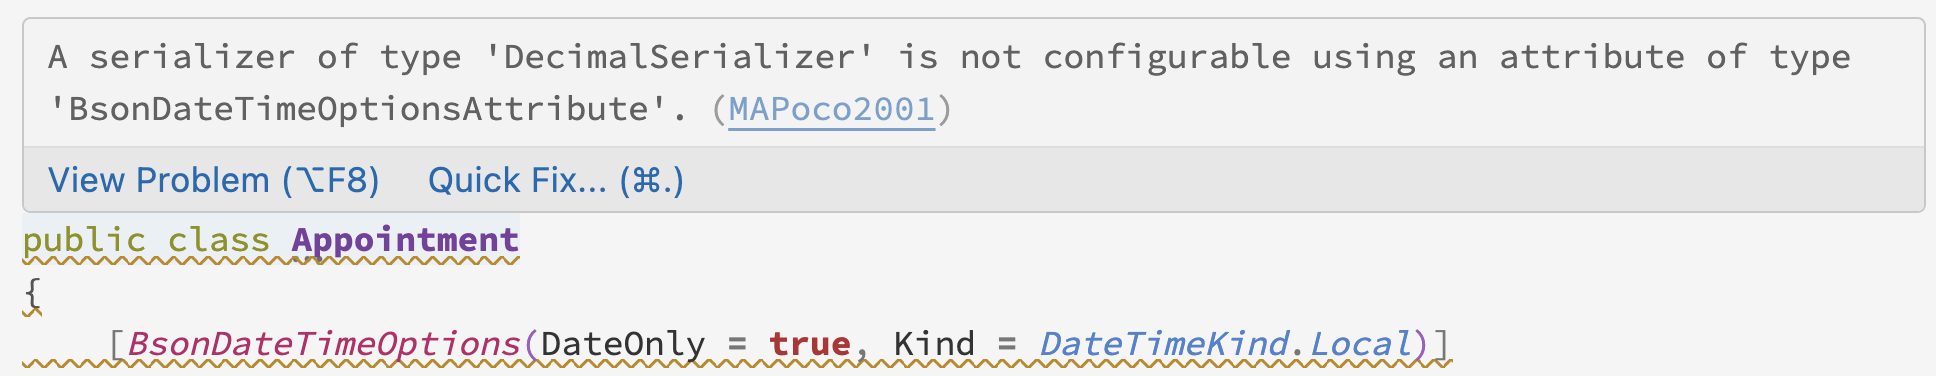 A serializer of type 'DecimalSerializer' is not configurable using an attribute of type
'BsonDateTimeOptionsAttribute'. (MAPoco2001)
View Problem (⌥F8) Quick Fix... (⌘.)
public class Appointment
{
[BsonDateTimeOptions(DateOnly = true, Kind = DateTimeKind.Local)]